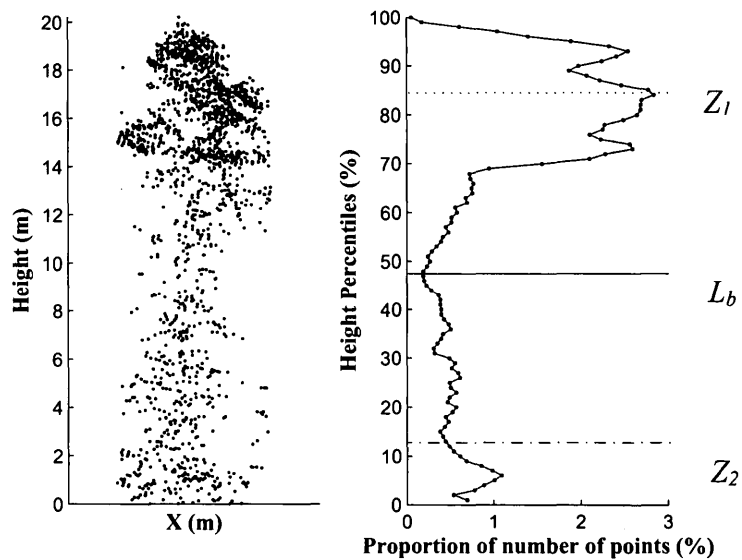 Height (m)
20
18
16
14
12
10
8
6
4
2
0
X (m)
Height Percentiles (%)
100%
90
80
70
60
50
40
30
20
10
0
0 1 2 3
Proportion of number of points (%)
Z1
Lb
Z2